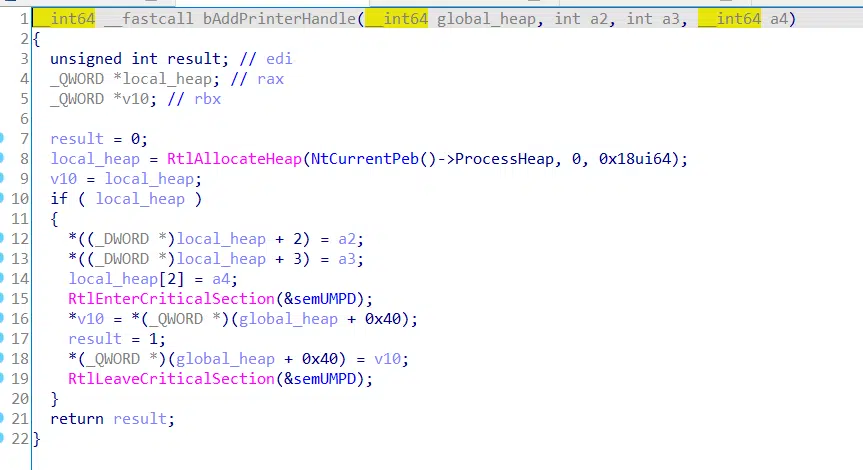 1 __int64 __fastcall bAddPrinterHandle(__int64 global_heap, int a2, int a3, __int64 a4)
2 {
3 unsigned int result; // edi
4 _QWORD *local_heap; // rax
5 _QWORD *v10; // rbx
6
7 result = 0;
8 local_heap = RtlAllocateHeap(NtCurrentPeb()->ProcessHeap, 0, 0x18ui64);
9 v10 = local_heap;
10 if ( local_heap )
11 {
12 *((_DWORD *)local_heap + 2) = a2;
13 *((_DWORD *)local_heap + 3) = a3;
14 local_heap[2] = a4;
15 RtlEnterCriticalSection(&semUMPD);
16 *v10 = *(_QWORD *)(global_heap + 0x40);
17 result = 1;
18 *(_QWORD *)(global_heap + 0x40) = v10;
19 RtlLeaveCriticalSection(&semUMPD);
20 }
21 return result;
22 }